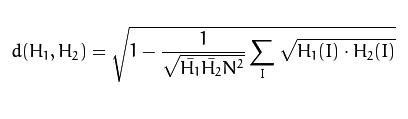 d(H₁,H₂) = √(1 − 1/√(H̄₁H̄₂N²) ∑_I √(H₁(I) · H₂(I)))